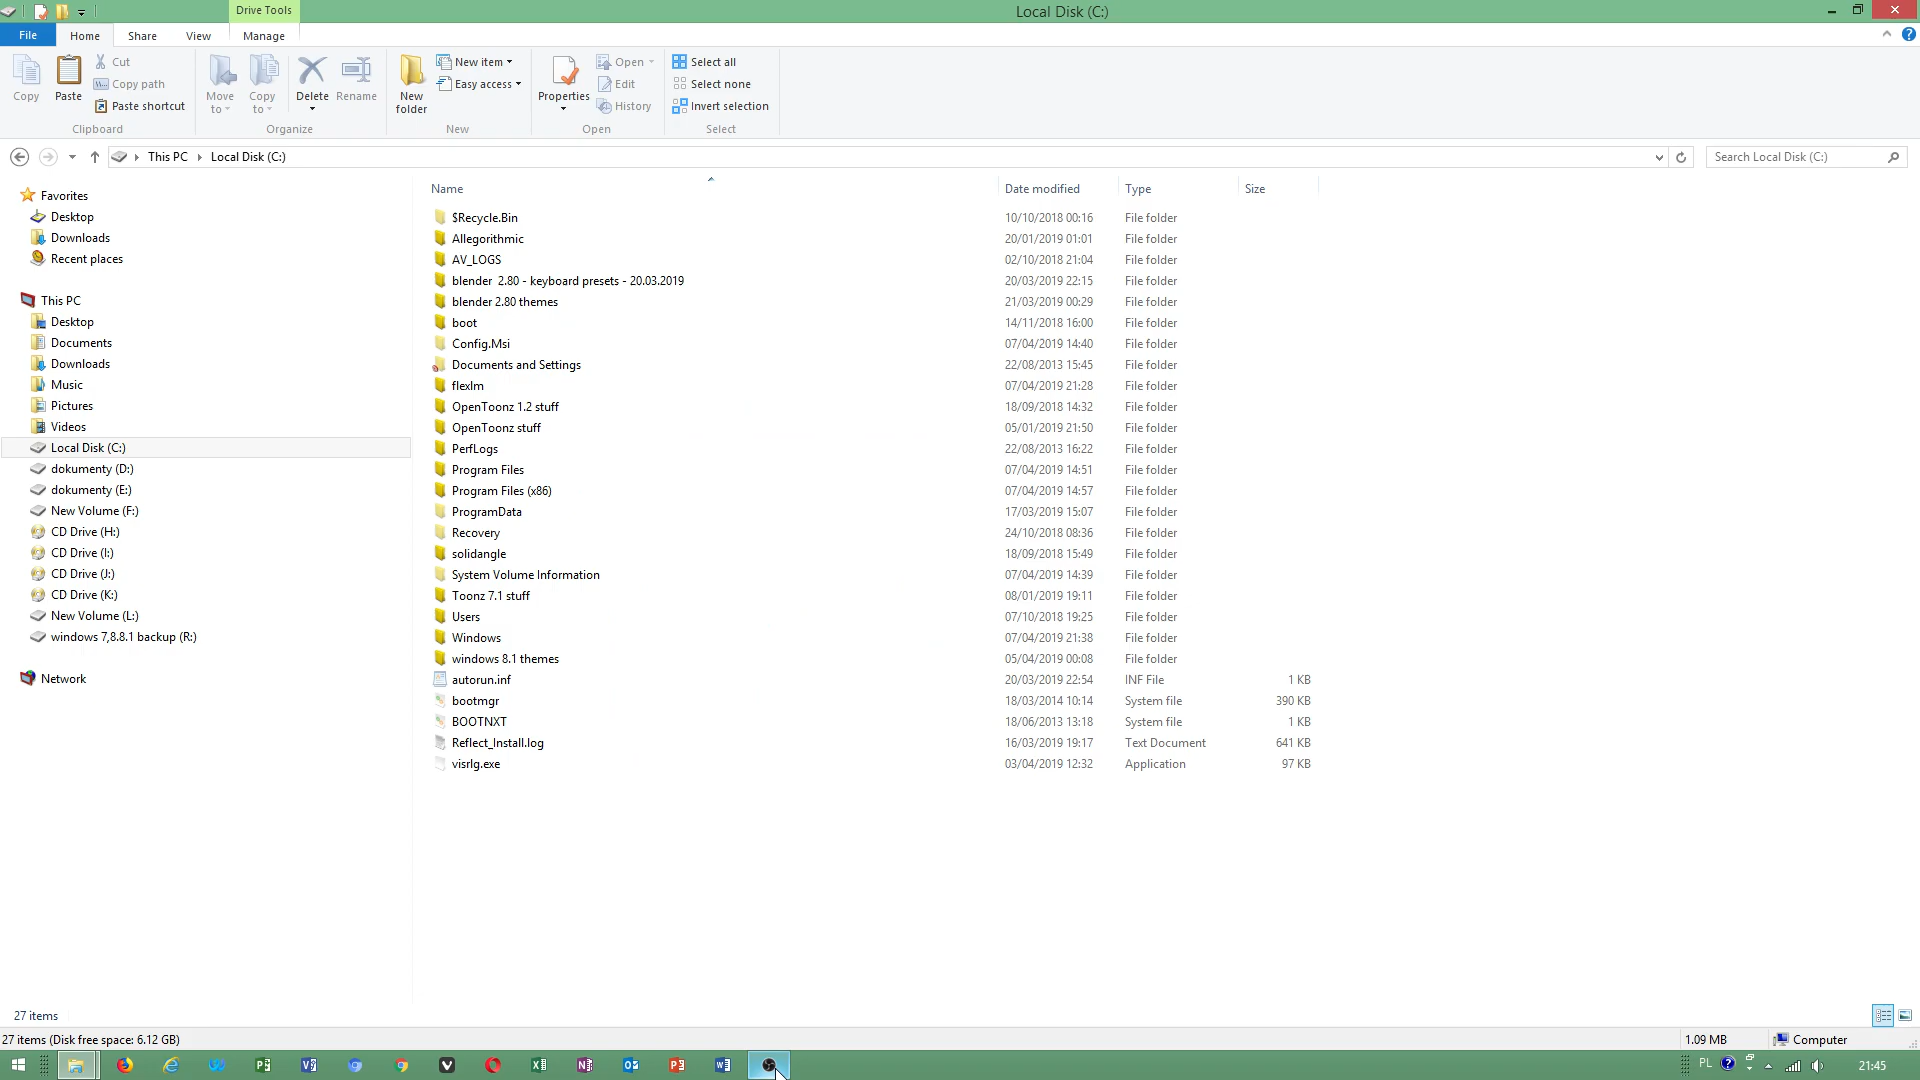 Drive Tools
Local Disk (C:)
File Home Share View Manage
Copy
Paste
Cut
Copy path
Paste shortcut
Clipboard
Move to
Copy to
Delete
Rename
Organize
New folder
New item
Easy access
New
Properties
Open
Edit
History
Open
Select all
Select none
Invert selection
Select
This PC Local Disk (C:)
Search Local Disk (C:)
Favorites
Desktop
Downloads
Recent places
This PC
Desktop
Documents
Downloads
Music
Pictures
Videos
Local Disk (C:)
dokumenty (D:)
dokumenty (E:)
New Volume (F:)
CD Drive (H:)
CD Drive (I:)
CD Drive (J:)
CD Drive (K:)
New Volume (L:)
windows 7,8.8.1 backup (R:)
Network
Name Date modified Type Size
$Recycle.Bin 10/10/2018 00:16 File folder
Allegorithmic 20/01/2019 01:01 File folder
AV_LOGS 02/10/2018 21:04 File folder
blender  2.80 - keyboard presets - 20.03.2019 20/03/2019 22:15 File folder
blender 2.80 themes 21/03/2019 00:29 File folder
boot 14/11/2018 16:00 File folder
Config.Msi 07/04/2019 14:40 File folder
Documents and Settings 22/08/2013 15:45 File folder
flexlm 07/04/2019 21:28 File folder
OpenToonz 1.2 stuff 18/09/2018 14:32 File folder
OpenToonz stuff 05/01/2019 21:50 File folder
PerfLogs 22/08/2013 16:22 File folder
Program Files 07/04/2019 14:51 File folder
Program Files (x86) 07/04/2019 14:57 File folder
ProgramData 17/03/2019 15:07 File folder
Recovery 24/10/2018 08:36 File folder
solidangle 18/09/2018 15:49 File folder
System Volume Information 07/04/2019 14:39 File folder
Toonz 7.1 stuff 08/01/2019 19:11 File folder
Users 07/10/2018 19:25 File folder
Windows 07/04/2019 21:38 File folder
windows 8.1 themes 05/04/2019 00:08 File folder
autorun.inf 20/03/2019 22:54 INF File 1 KB
bootmgr 18/03/2014 10:14 System file 390 KB
BOOTNXT 18/06/2013 13:18 System file 1 KB
Reflect_Install.log 16/03/2019 19:17 Text Document 641 KB
visrlg.exe 03/04/2019 12:32 Application 97 KB
27 items
27 items (Disk free space: 6.12 GB) 1.09 MB Computer
PL 21:45